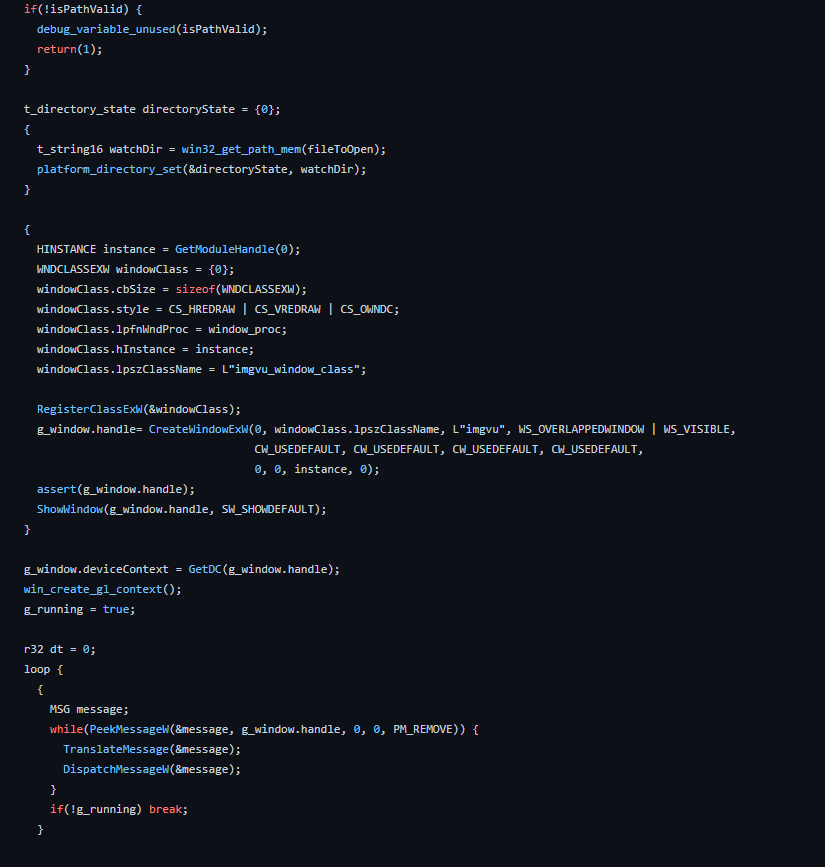 if(!isPathValid) {
  debug_variable_unused(isPathValid);
  return(1);
}

t_directory_state directoryState = {0};
{
  t_string16 watchDir = win32_get_path_mem(fileToOpen);
  platform_directory_set(&directoryState, watchDir);
}

{
  HINSTANCE instance = GetModuleHandle(0);
  WNDCLASSEXW windowClass = {0};
  windowClass.cbSize = sizeof(WNDCLASSEXW);
  windowClass.style = CS_HREDRAW | CS_VREDRAW | CS_OWNDC;
  windowClass.lpfnWndProc = window_proc;
  windowClass.hInstance = instance;
  windowClass.lpszClassName = L"imgvu_window_class";

  RegisterClassExW(&windowClass);
  g_window.handle= CreateWindowExW(0, windowClass.lpszClassName, L"imgvu", WS_OVERLAPPEDWINDOW | WS_VISIBLE,
                                   CW_USEDEFAULT, CW_USEDEFAULT, CW_USEDEFAULT, CW_USEDEFAULT,
                                   0, 0, instance, 0);
  assert(g_window.handle);
  ShowWindow(g_window.handle, SW_SHOWDEFAULT);
}

g_window.deviceContext = GetDC(g_window.handle);
win_create_gl_context();
g_running = true;

r32 dt = 0;
loop {
  {
    MSG message;
    while(PeekMessageW(&message, g_window.handle, 0, 0, PM_REMOVE)) {
      TranslateMessage(&message);
      DispatchMessageW(&message);
    }
    if(!g_running) break;
  }